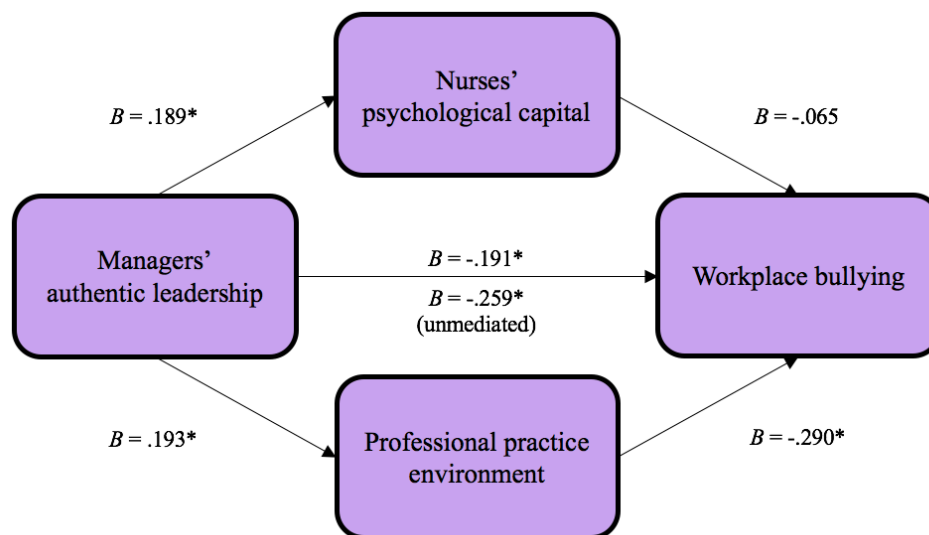 Nurses’
psychological capital
B = .189*
B = -.065
Managers’
authentic leadership
B = -.191*
B = -.259*
(unmediated)
Workplace bullying
B = .193*
Professional practice
environment
B = -.290*